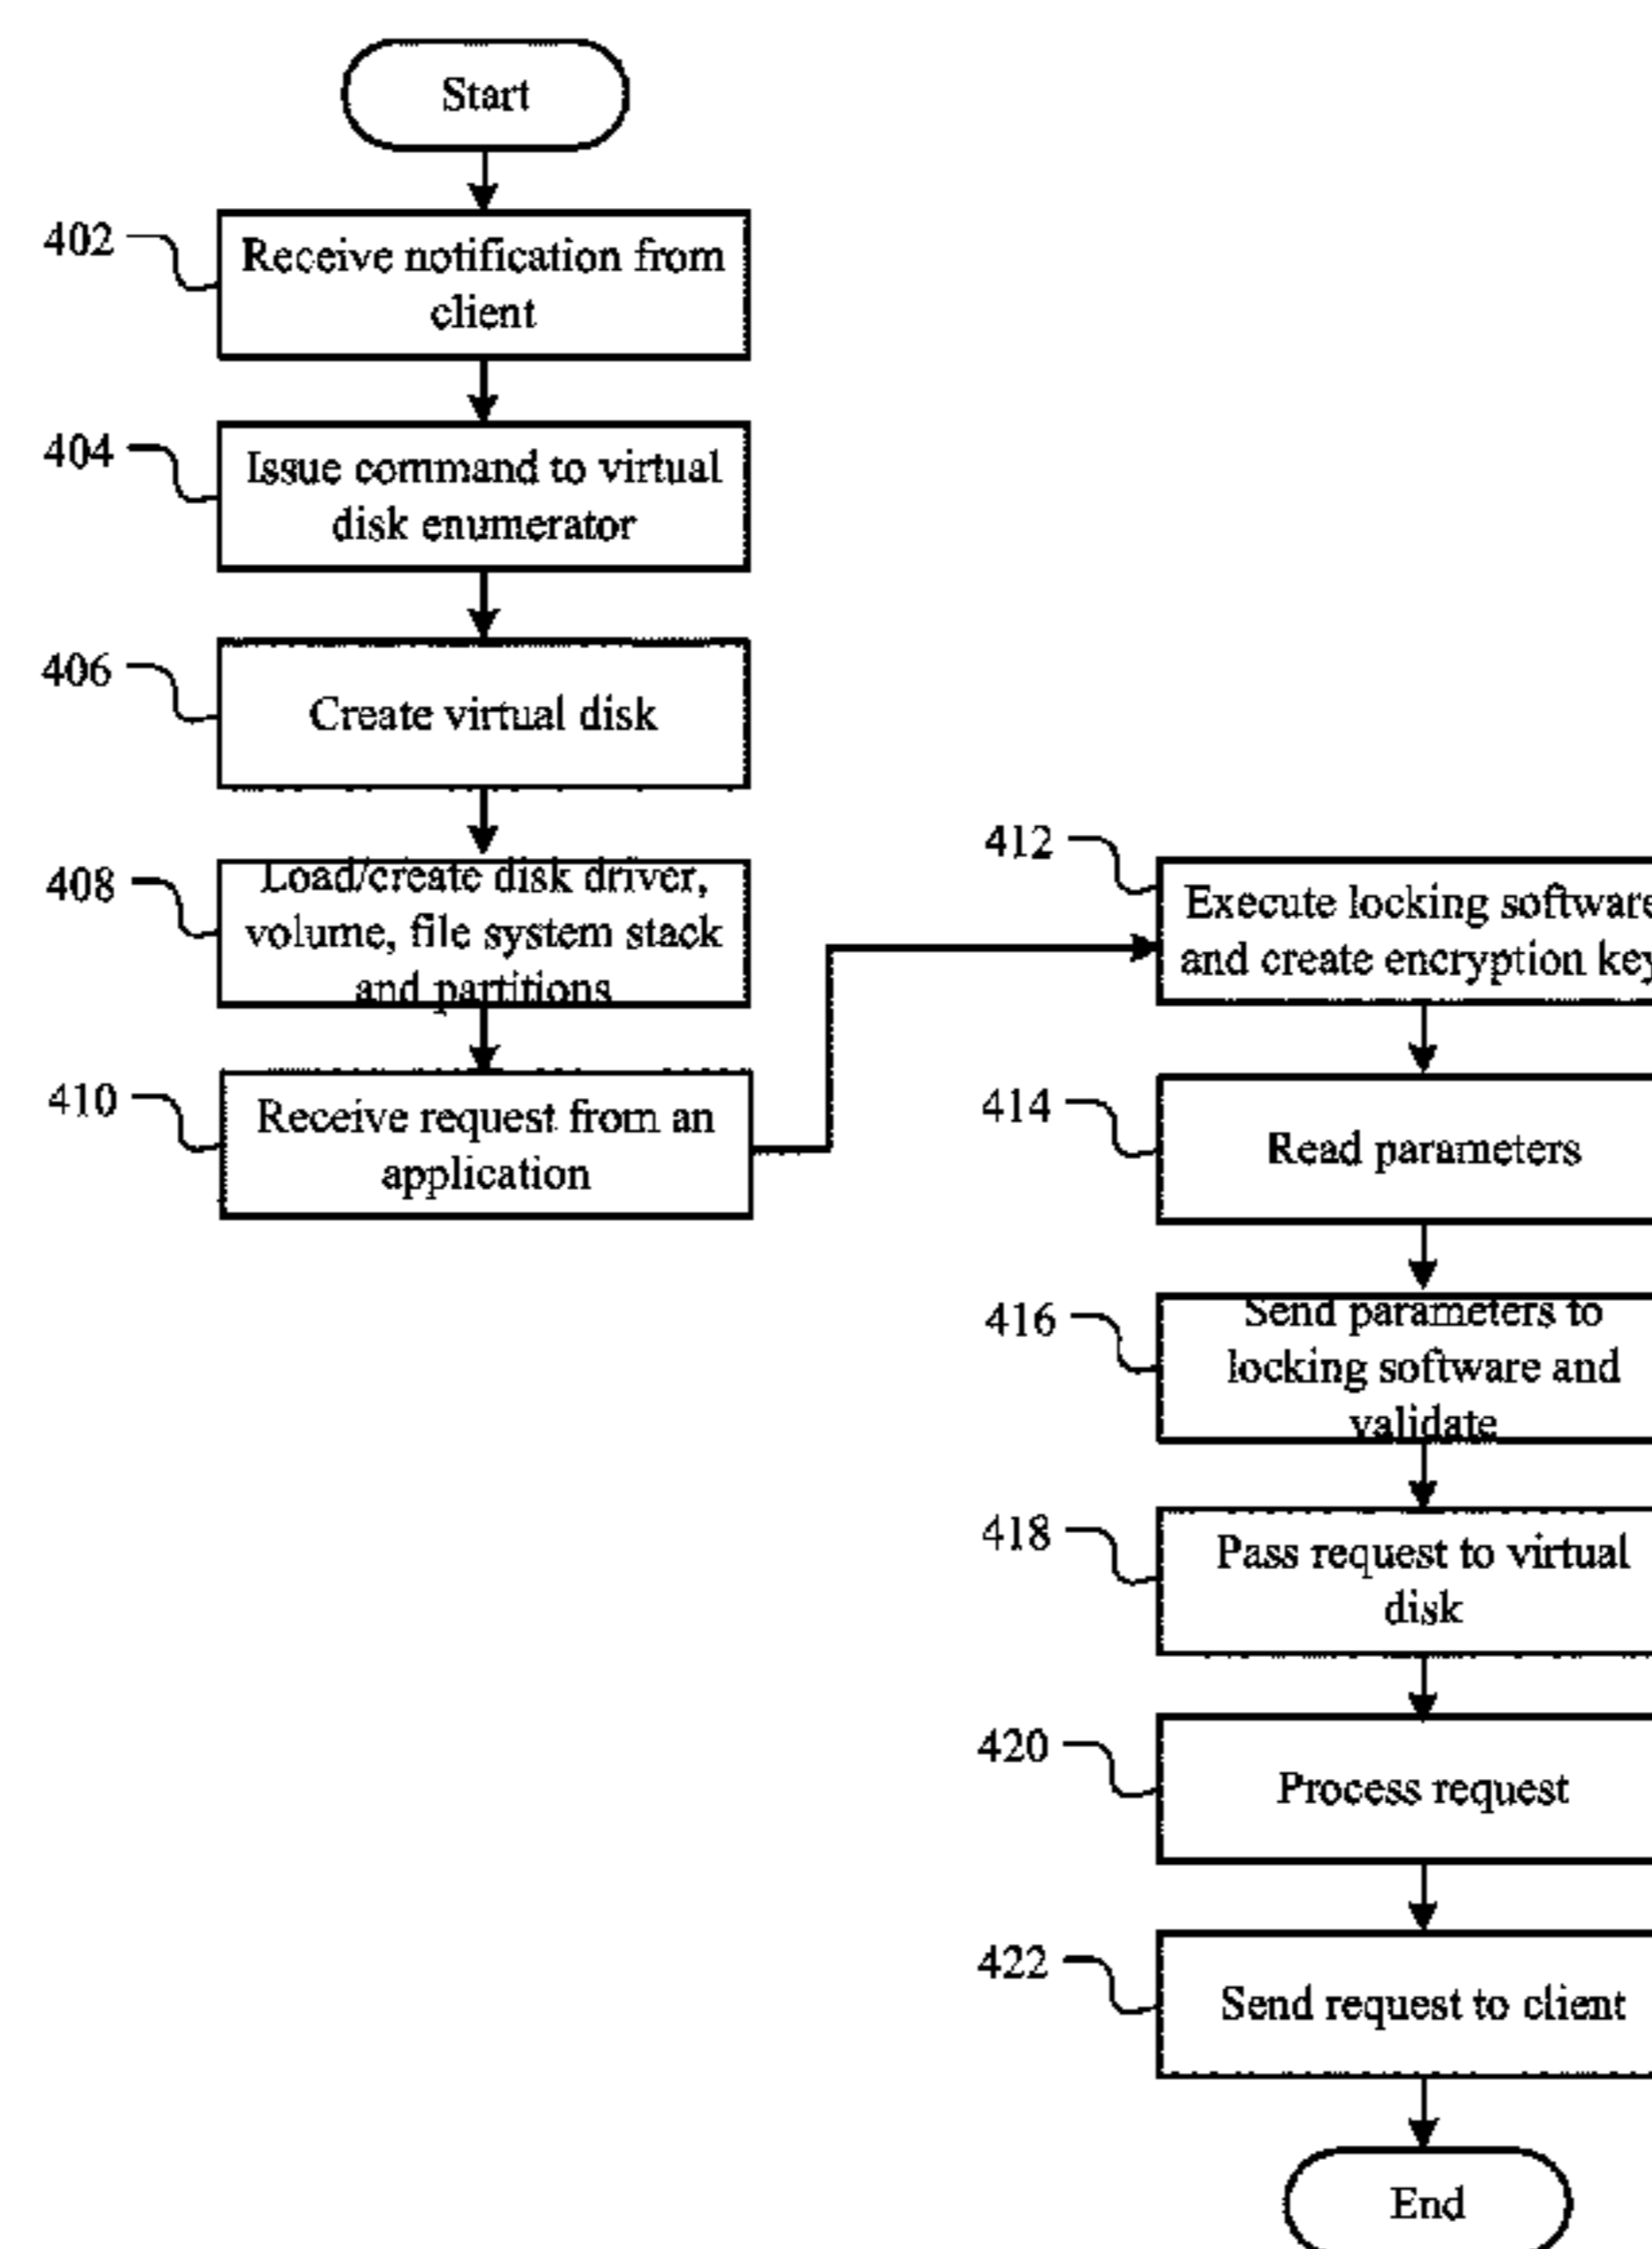 Start
402
Receive notification from
client
404
Issue command to virtual
disk enumerator
406
Create virtual disk
408
Load/create disk driver,
volume, file system stack
and partitions
410
Receive request from an
application
412
Execute locking software
and create encryption key
414
Read parameters
416
Send parameters to
locking software and
validate
418
Pass request to virtual
disk
420
Process request
422
Send request to client
End